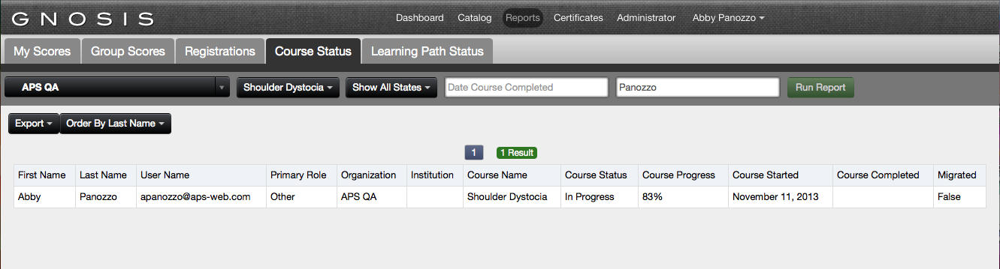 GNOSIS
Dashboard Catalog Reports Certificates Administrator Abby Panozzo
My Scores Group Scores Registrations Course Status Learning Path Status
APS QA Shoulder Dystocia Show All States Date Course Completed Panozzo Run Report
Export Order By Last Name
1 1 Result
First Name Last Name User Name Primary Role Organization Institution Course Name Course Status Course Progress Course Started Course Completed Migrated
Abby Panozzo apanozzo@aps-web.com Other APS QA Shoulder Dystocia In Progress 83% November 11, 2013 False